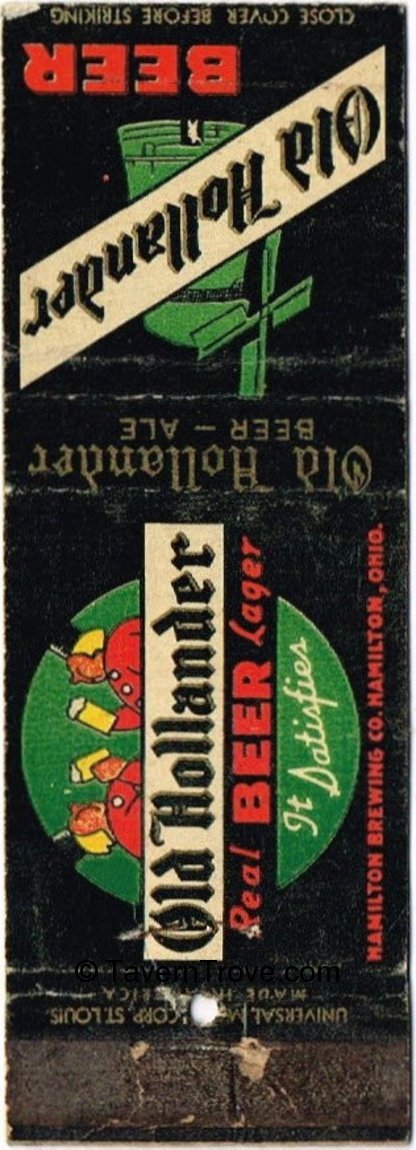 CLOSE COVER BEFORE STRIKING
BEER
Old Hollander
Old Hollander
BEER – ALE
Old Hollander
Real BEER Lager
It Satisfies
HAMILTON BREWING CO. HAMILTON, OHIO.
© TavernTrove.com
UNIVERSAL CORP. ST. LOUIS
MADE IN AMERICA